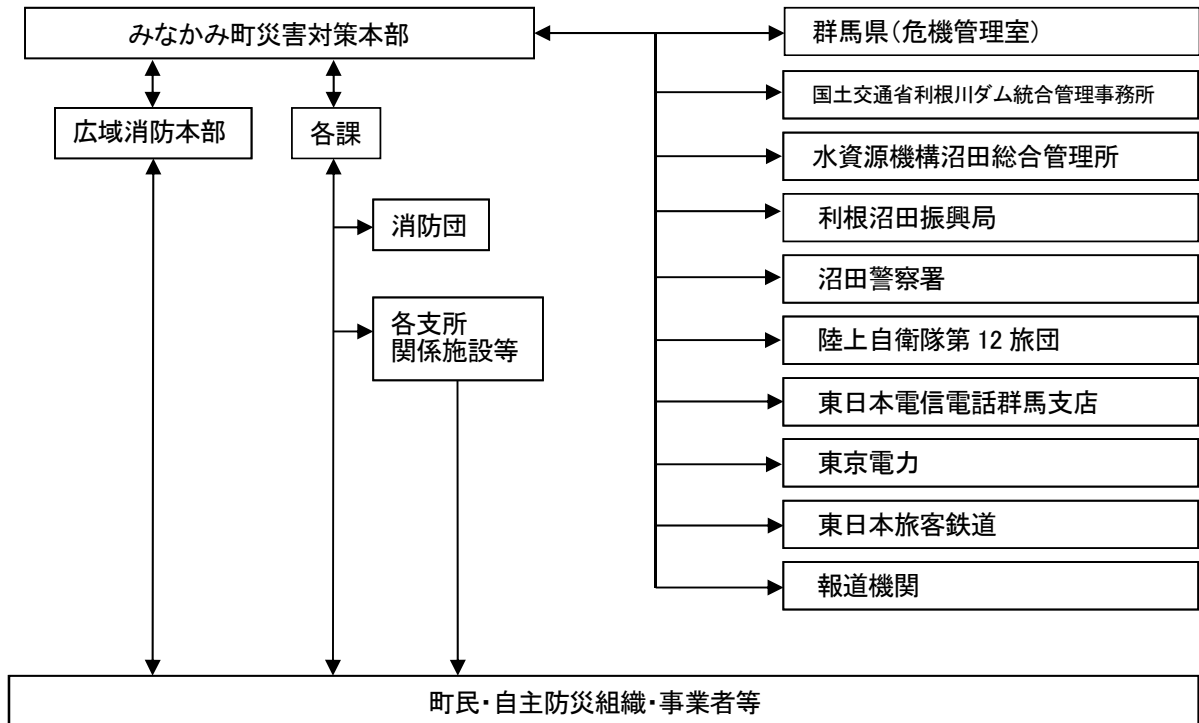 みなかみ町災害対策本部
広域消防本部
各課
消防団
各支所
関係施設等
群馬県(危機管理室)
国土交通省利根川ダム統合管理事務所
水資源機構沼田総合管理所
利根沼田振興局
沼田警察署
陸上自衛隊第 12 旅団
東日本電信電話群馬支店
東京電力
東日本旅客鉄道
報道機関
町民・自主防災組織・事業者等